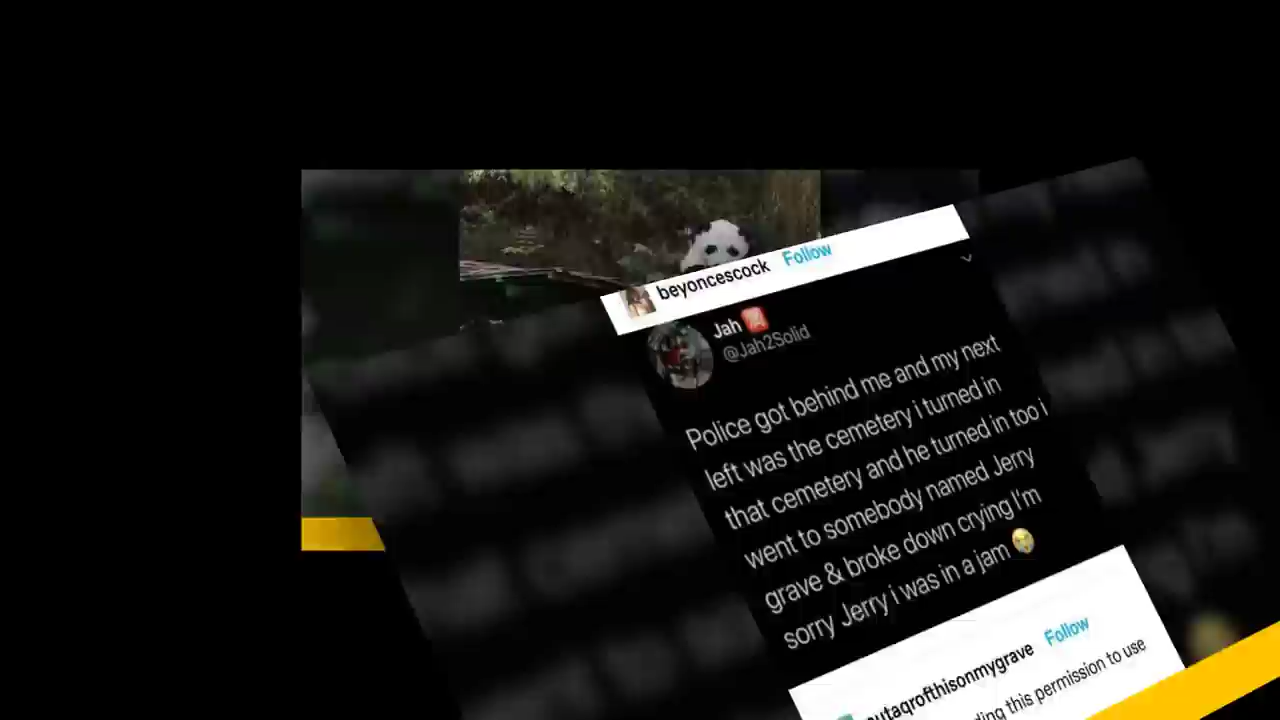 beyoncescock Follow
Jah
@Jah2Solid
Police got behind me and my next
left was the cemetery i turned in
that cemetery and he turned in too i
went to somebody named Jerry
grave & broke down crying I'm
sorry Jerry i was in a jam
Follow
this permission to use